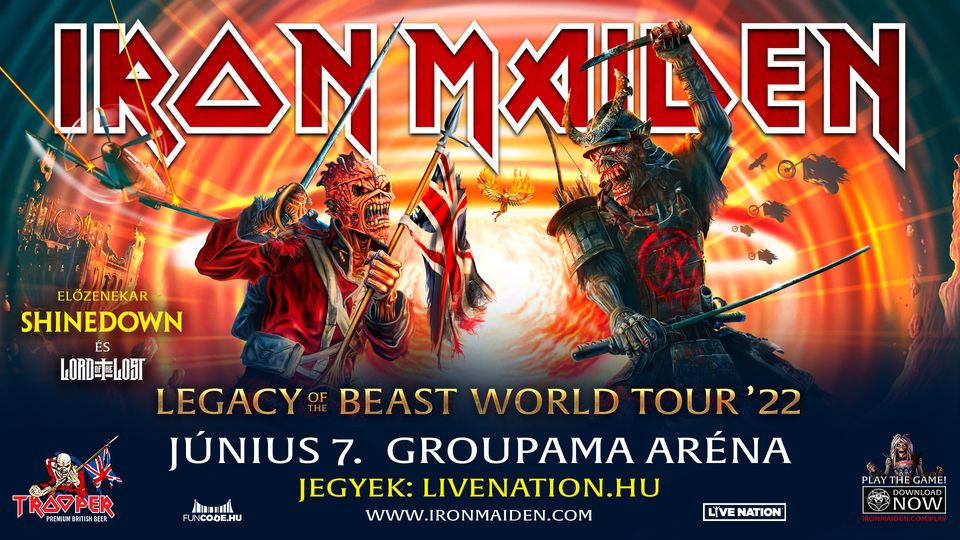 IRON MAIDEN
ELŐZENEKAR
SHINEDOWN
ÉS
LORD OF THE LOST
LEGACY OF THE BEAST WORLD TOUR '22
JÚNIUS 7. GROUPAMA ARÉNA
JEGYEK: LIVENATION.HU
WWW.IRONMAIDEN.COM
TROOPER
PREMIUM BRITISH BEER
FUNCODE.HU
LIVE NATION
PLAY THE GAME!
DOWNLOAD
NOW
IRONMAIDEN.COM/PLAY